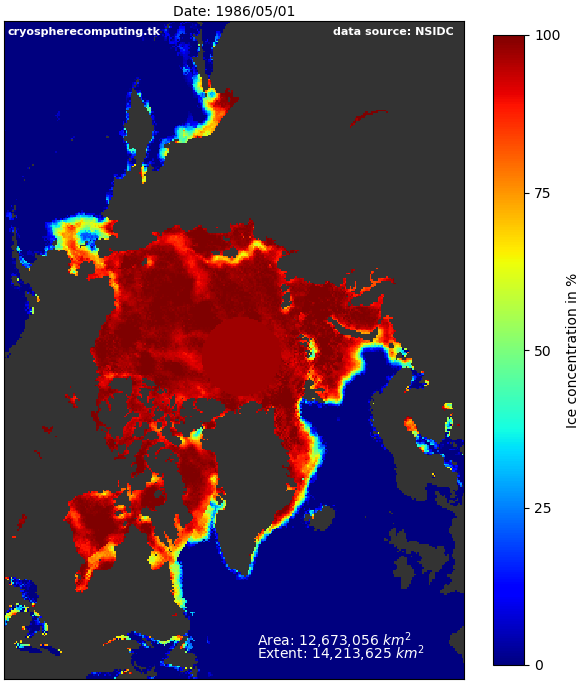 Date: 1986/05/01
cryospherecomputing.tk
data source: NSIDC
Area: 12,673,056 km²
Extent: 14,213,625 km²
100
75
50
25
0
Ice concentration in %